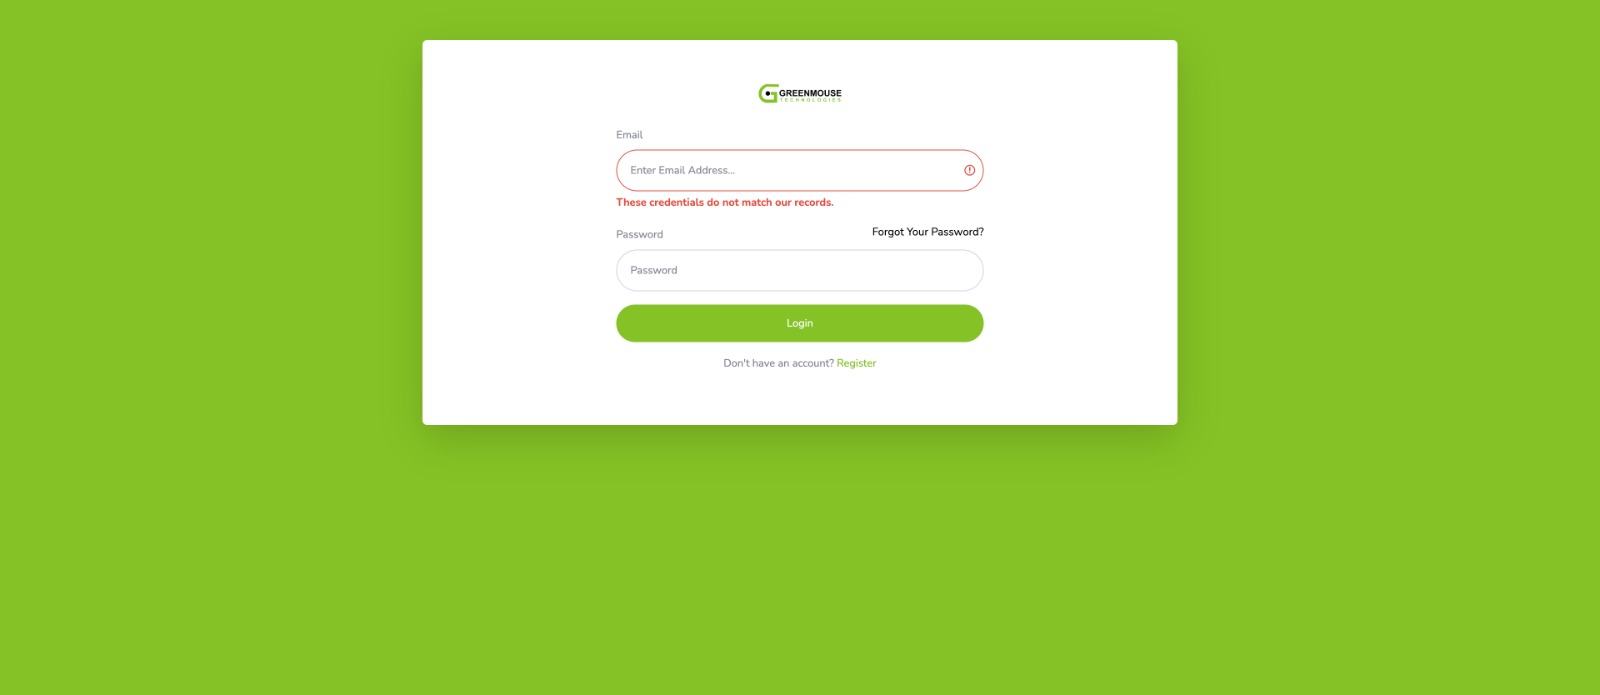 GREENMOUSE
TECHNOLOGIES
Email
Enter Email Address...
These credentials do not match our records.
Password
Forgot Your Password?
Password
Login
Don't have an account? Register